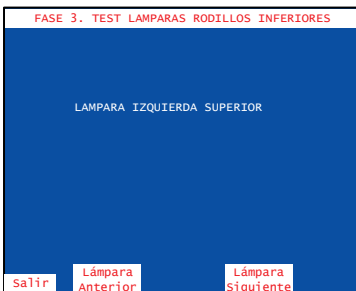 FASE 3. TEST LAMPARAS RODILLOS INFERIORES
LAMPARA IZQUIERDA SUPERIOR
Salir
Lámpara
Anterior
Lámpara
Siguiente